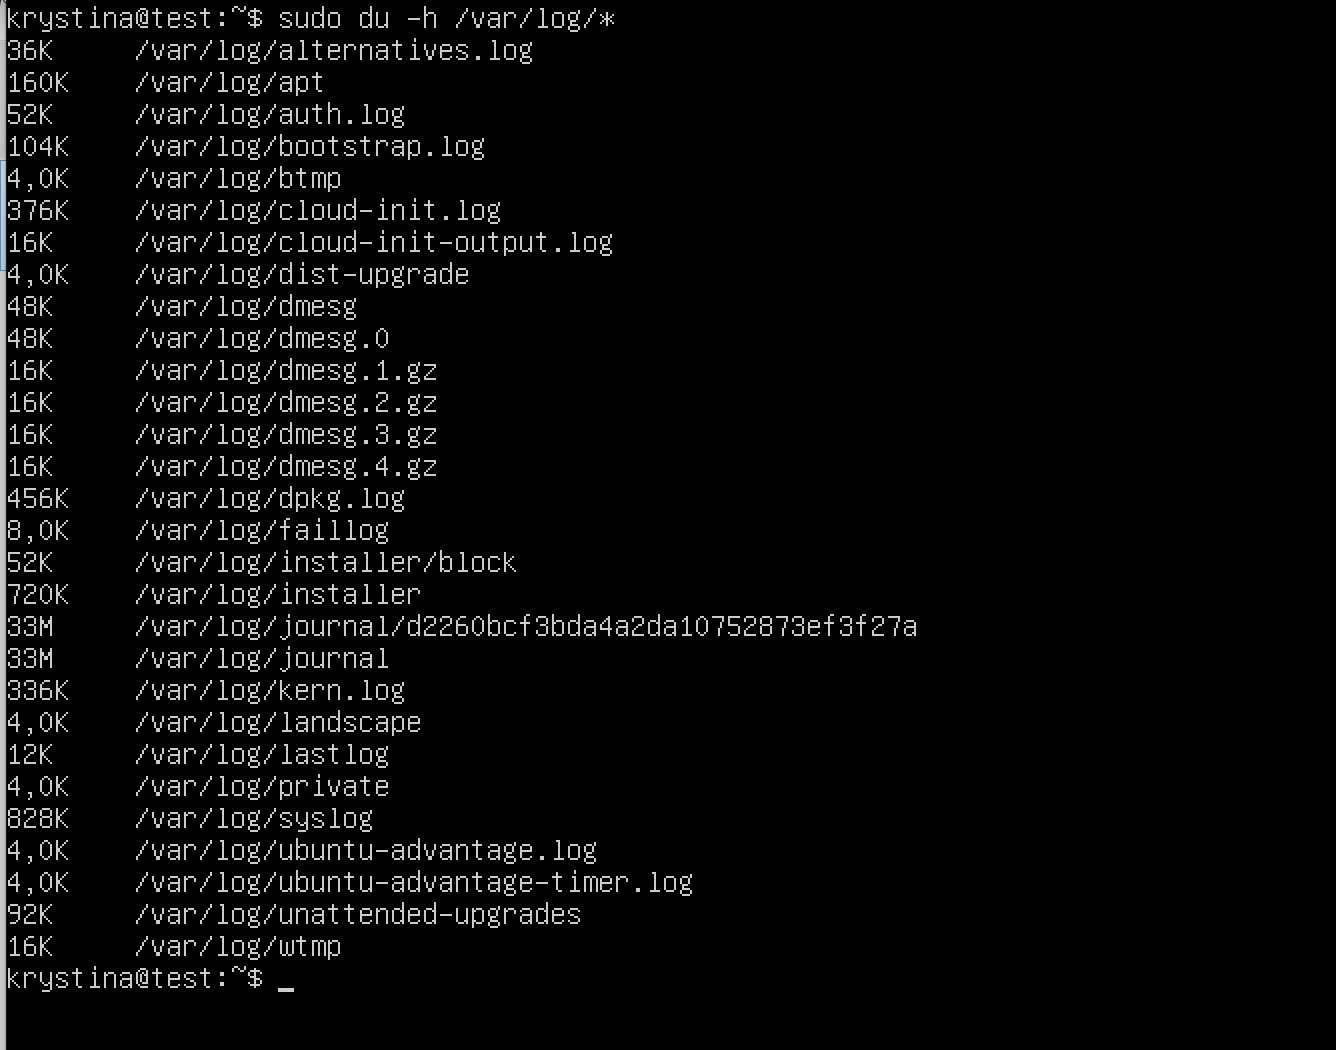 krystina@test:~$ sudo du -h /var/log/*
36K /var/log/alternatives.log
160K /var/log/apt
52K /var/log/auth.log
104K /var/log/bootstrap.log
4,0K /var/log/btmp
376K /var/log/cloud-init.log
16K /var/log/cloud-init-output.log
4,0K /var/log/dist-upgrade
48K /var/log/dmesg
48K /var/log/dmesg.0
16K /var/log/dmesg.1.gz
16K /var/log/dmesg.2.gz
16K /var/log/dmesg.3.gz
16K /var/log/dmesg.4.gz
456K /var/log/dpkg.log
8,0K /var/log/faillog
52K /var/log/installer/block
720K /var/log/installer
33M /var/log/journal/d2260bcf3bda4a2da10752873ef3f27a
33M /var/log/journal
336K /var/log/kern.log
4,0K /var/log/landscape
12K /var/log/lastlog
4,0K /var/log/private
828K /var/log/syslog
4,0K /var/log/ubuntu-advantage.log
4,0K /var/log/ubuntu-advantage-timer.log
92K /var/log/unattended-upgrades
16K /var/log/wtmp
krystina@test:~$ _